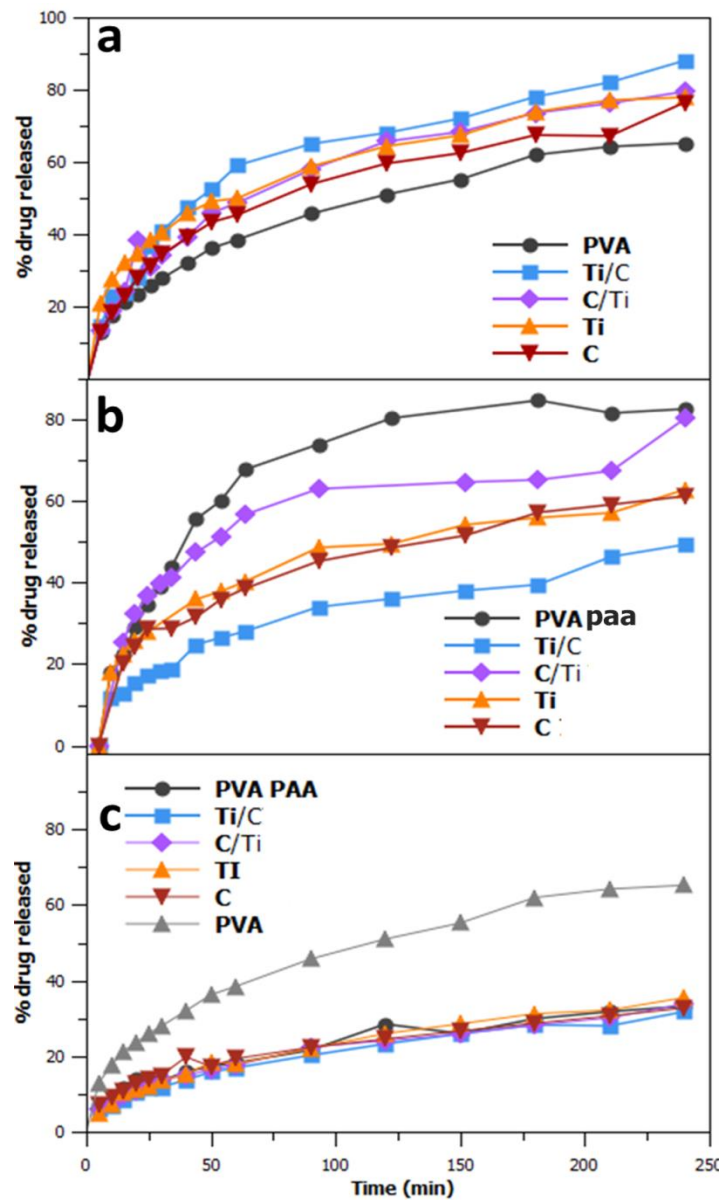 100
a
80
60
40
20
% drug released
PVA
Ti/C
C/Ti
Ti
C
b
80
60
40
20
0
% drug released
PVA paa
Ti/C
C/Ti
Ti
C
c
80
60
40
20
0
% drug released
PVA PAA
Ti/C
C/Ti
TI
C
PVA
0 50 100 150 200 250
Time (min)